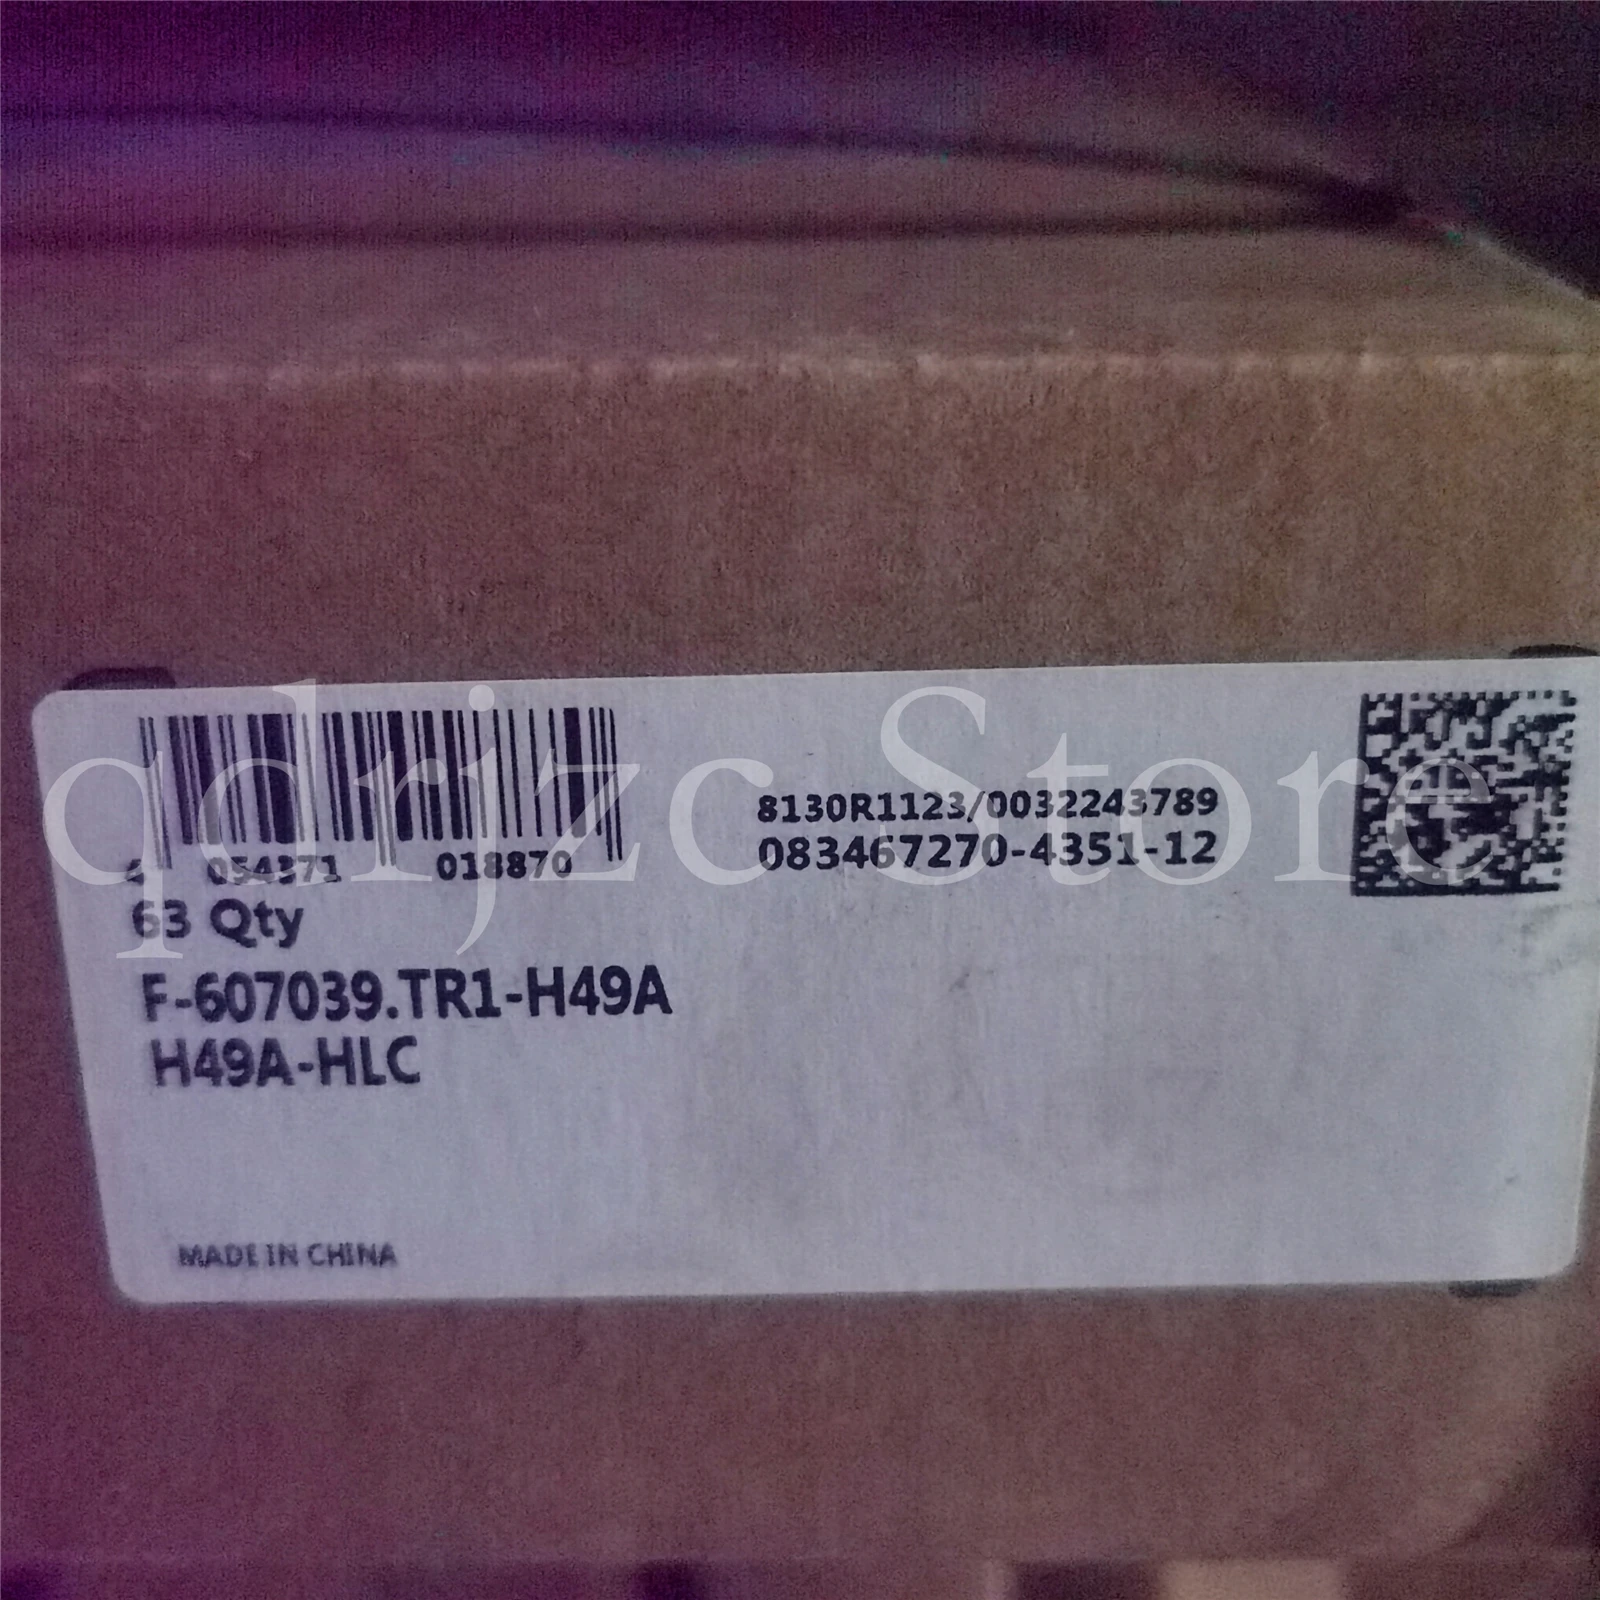 4 054371 018870
8130R1123/0032243789
083467270-4351-12
63 Qty
F-607039.TR1-H49A
H49A-HLC
MADE IN CHINA
qdrjzc Store